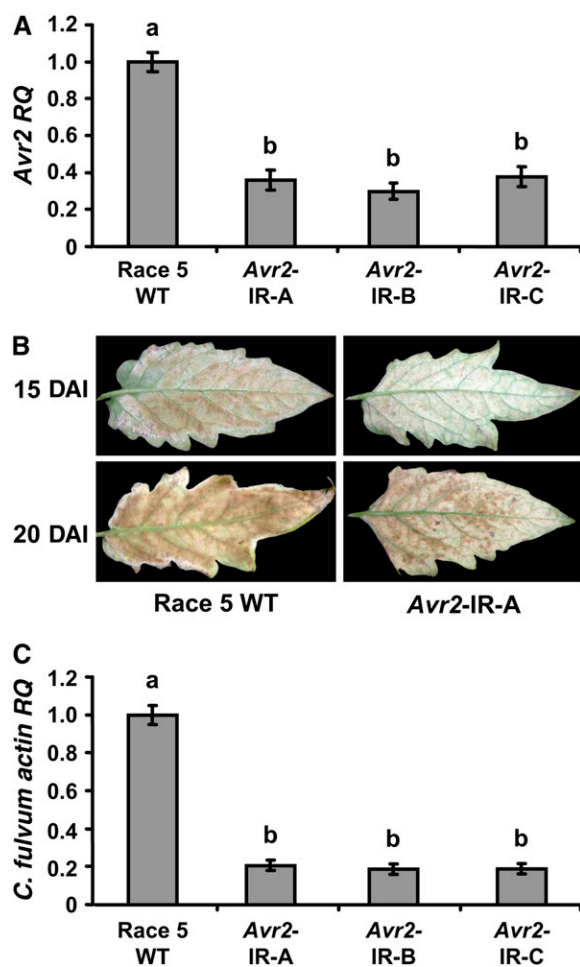 A
a
1.0
0.8
0.6
0.4
0.2
0
Avr2 RQ
b
b
b
Race 5
WT
Avr2-
IR-A
Avr2-
IR-B
Avr2-
IR-C
B
15 DAI
20 DAI
Race 5 WT
Avr2-IR-A
C
1.2
1.0
0.8
0.6
0.4
0.2
0
C. fulvum actin RQ
a
b
b
b
Race 5
WT
Avr2-
IR-A
Avr2-
IR-B
Avr2-
IR-C